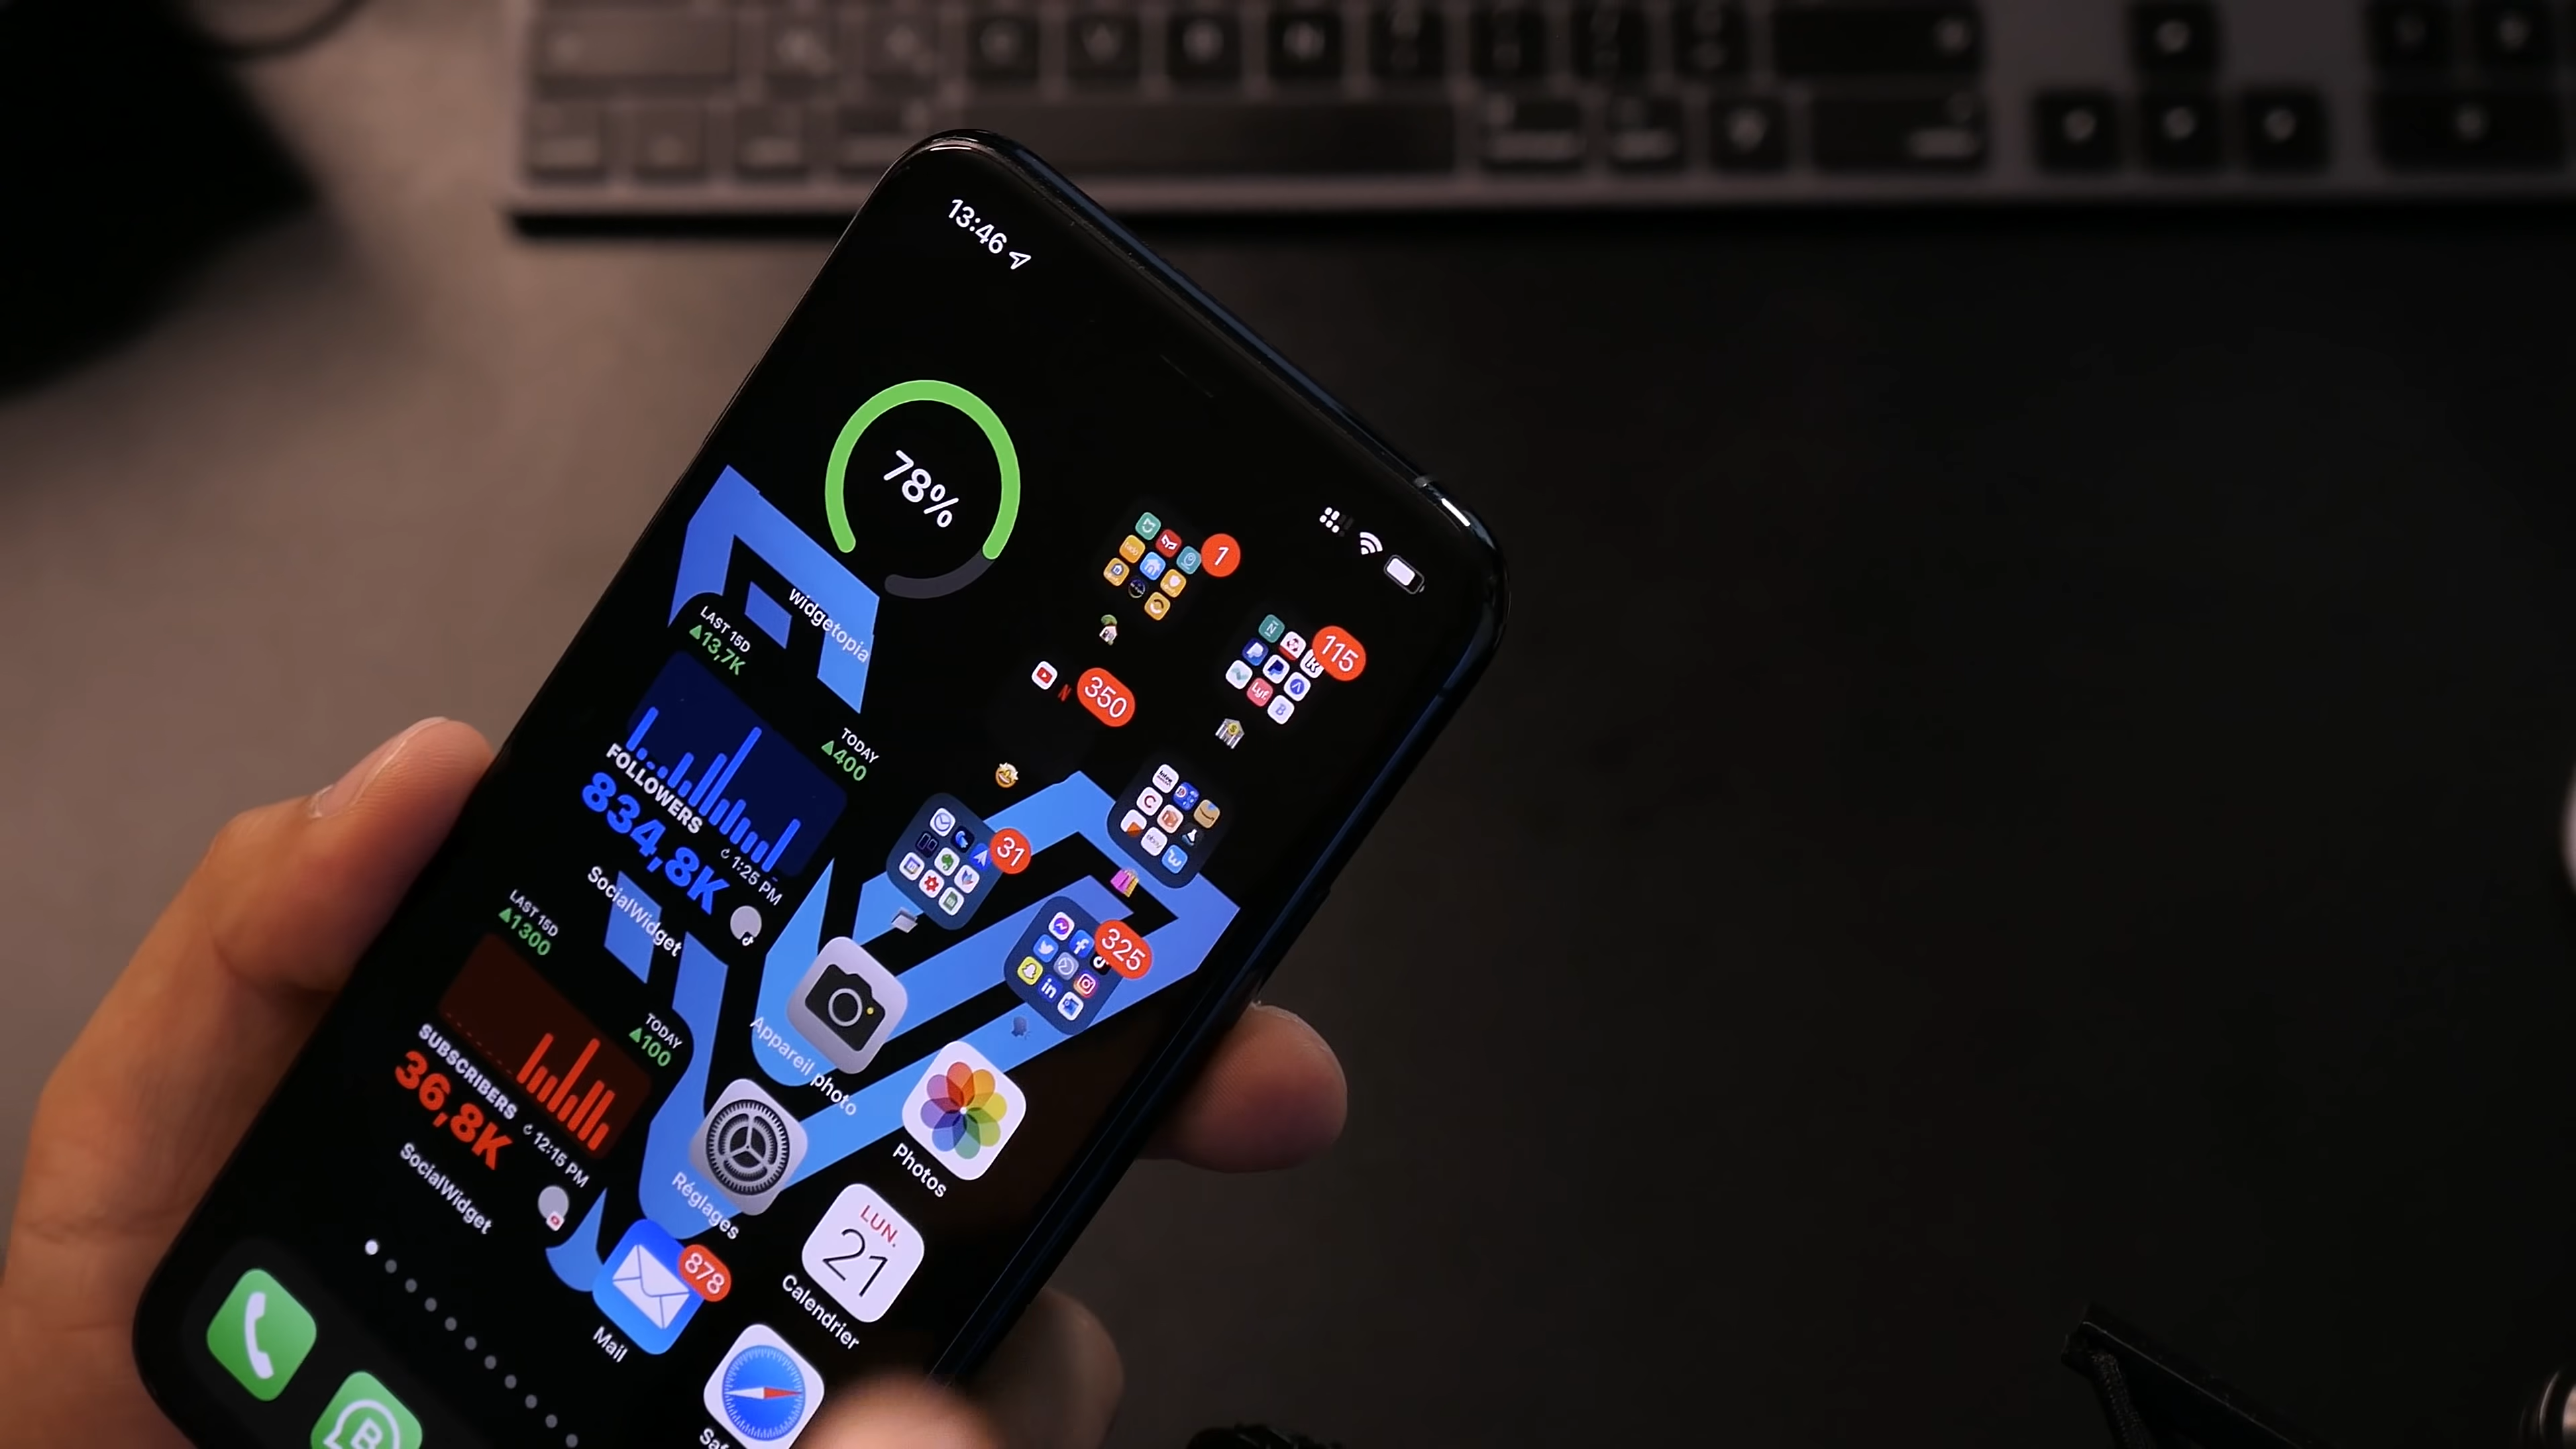 13:46
78%
widgetopia
1
115
350
LAST 15D
▲13,7K
TODAY
▲400
FOLLOWERS
834,8K
1:25 PM
SocialWidget
31
325
in
LAST 15D
▲1300
TODAY
▲100
SUBSCRIBERS
36,8K
12:15 PM
SocialWidget
Appareil photo
Photos
Réglages
LUN.
21
Calendrier
878
Mail
B